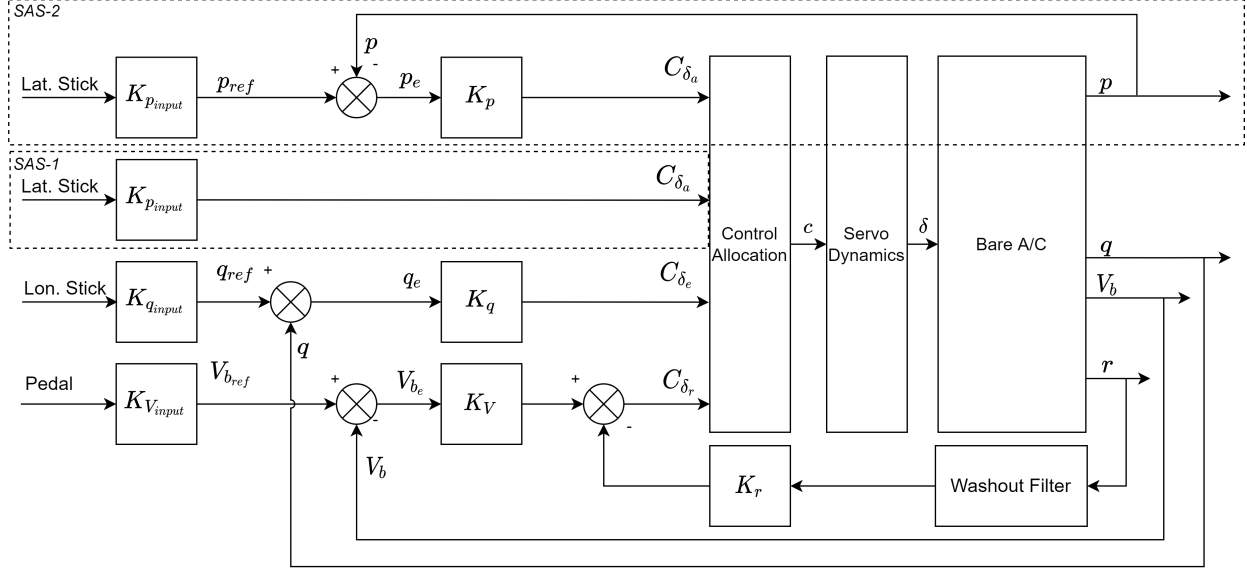 SAS-2
p
+
-
Lat. Stick
K_{p_{input}}
p_{ref}
p_e
K_p
C_{δ_a}
p
SAS-1
Lat. Stick
K_{p_{input}}
C_{δ_a}
Control
Allocation
c
Servo
Dynamics
δ
Bare A/C
q
Lon. Stick
K_{q_{input}}
q_{ref}
+
q
q_e
K_q
C_{δ_e}
V_b
Pedal
K_{V_{input}}
V_{b_{ref}}
+
-
V_{b_e}
K_V
+
-
C_{δ_r}
r
V_b
K_r
Washout Filter